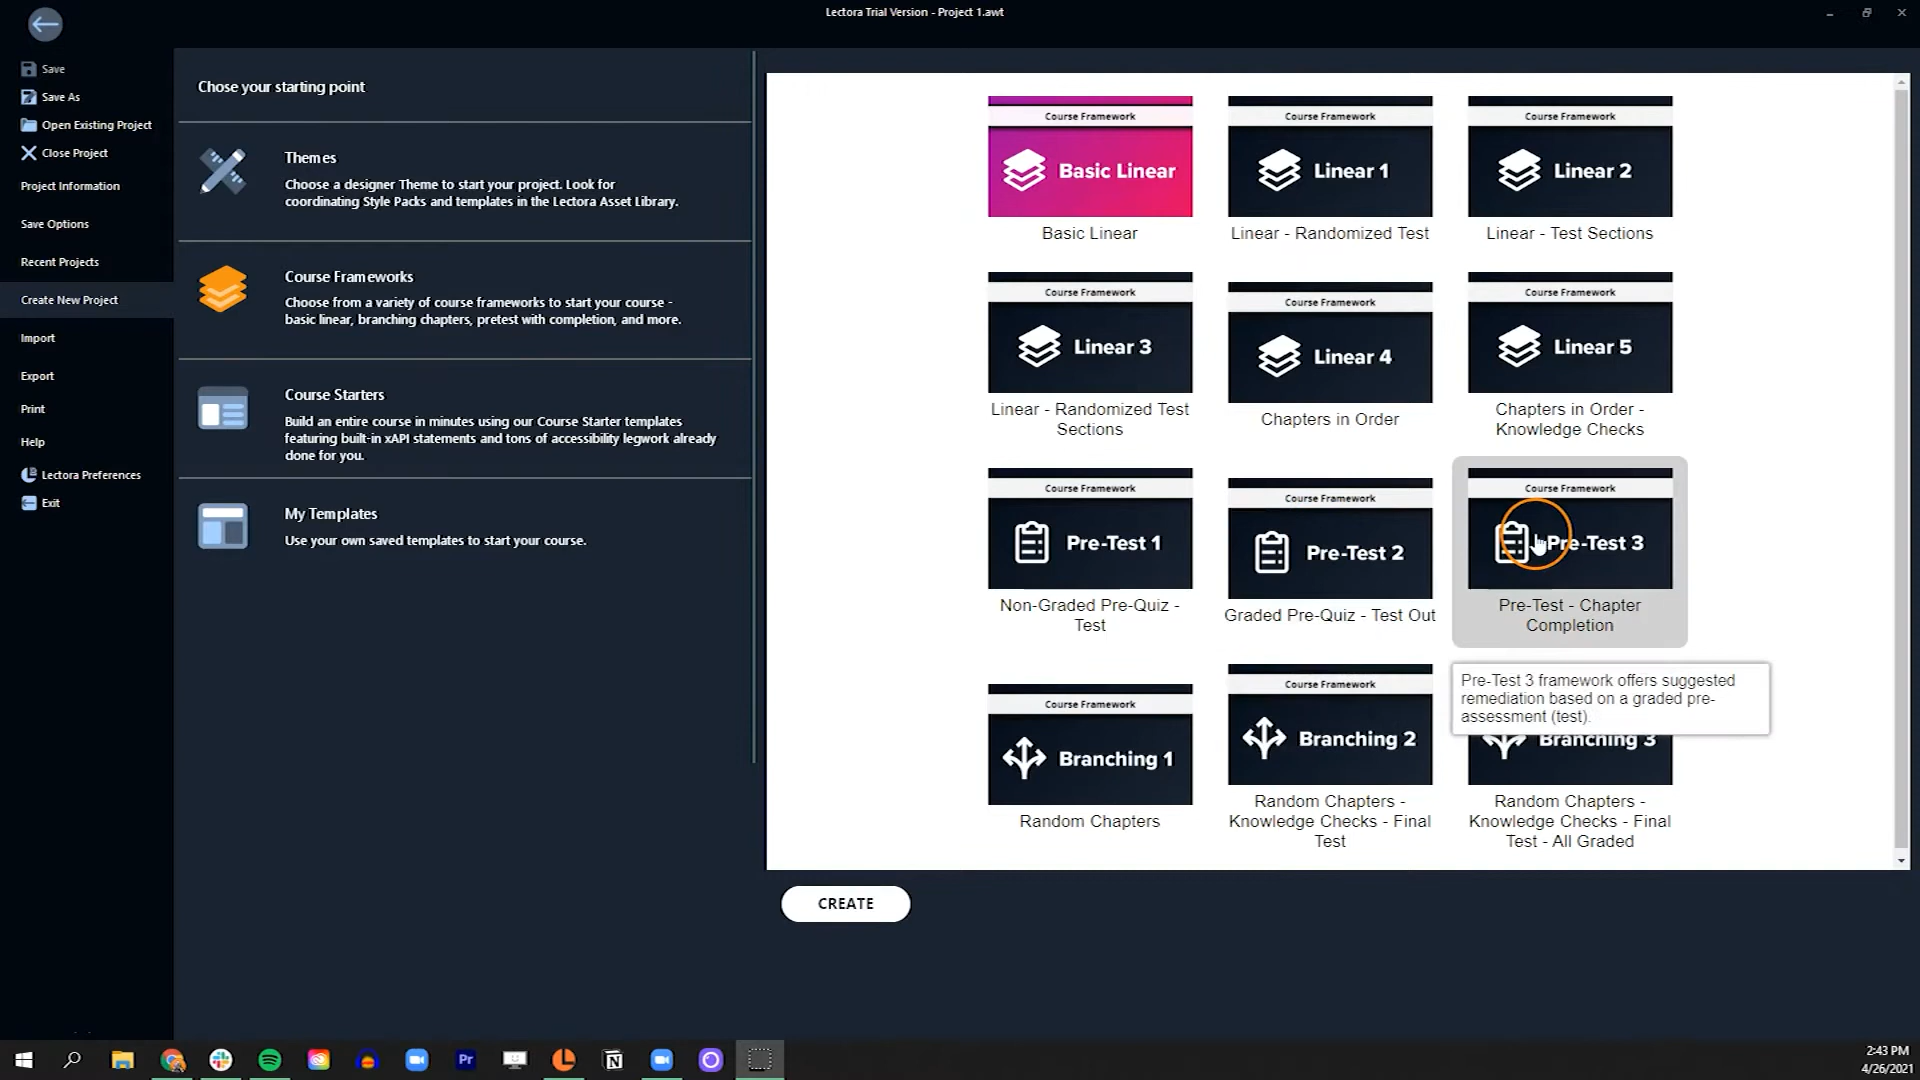 Lectora Trial Version - Project 1.awt
Save
Save As
Open Existing Project
Close Project
Project Information
Save Options
Recent Projects
Create New Project
Import
Export
Print
Help
Lectora Preferences
Exit
Chose your starting point
Themes
Choose a designer Theme to start your project. Look for
coordinating Style Packs and templates in the Lectora Asset Library.
Course Frameworks
Choose from a variety of course frameworks to start your course -
basic linear, branching chapters, pretest with completion, and more.
Course Starters
Build an entire course in minutes using our Course Starter templates
featuring built-in xAPI statements and tons of accessibility legwork already
done for you.
My Templates
Use your own saved templates to start your course.
Course Framework
Basic Linear
Basic Linear
Course Framework
Linear 1
Linear - Randomized Test
Course Framework
Linear 2
Linear - Test Sections
Course Framework
Linear 3
Linear - Randomized Test
Sections
Course Framework
Linear 4
Chapters in Order
Course Framework
Linear 5
Chapters in Order -
Knowledge Checks
Course Framework
Pre-Test 1
Non-Graded Pre-Quiz -
Test
Course Framework
Pre-Test 2
Graded Pre-Quiz - Test Out
Course Framework
Pre-Test 3
Pre-Test - Chapter
Completion
Pre-Test 3 framework offers suggested
remediation based on a graded pre-
assessment (test).
Course Framework
Branching 1
Random Chapters
Course Framework
Branching 2
Random Chapters -
Knowledge Checks - Final
Test
Branching 3
Random Chapters -
Knowledge Checks - Final
Test - All Graded
CREATE
Pr
N
2:43 PM
4/26/2021